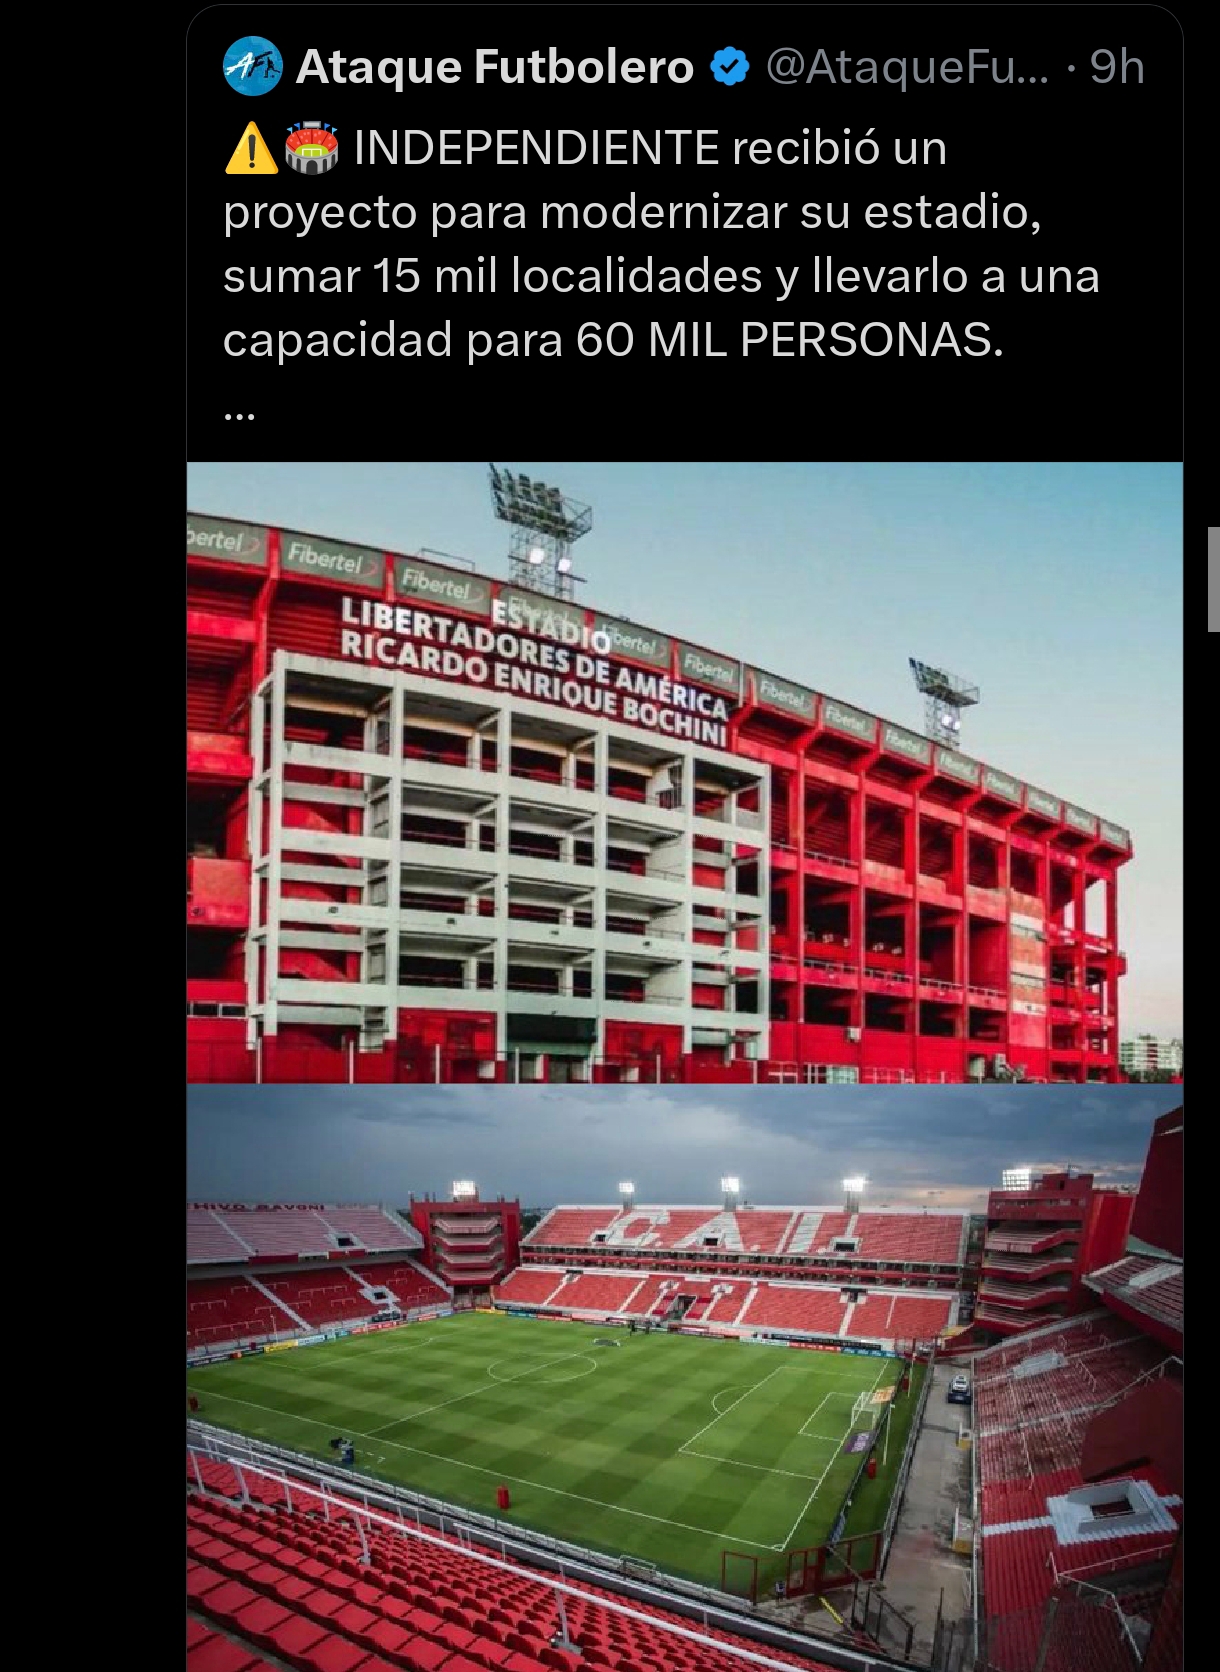 Ataque Futbolero @AtaqueFu... · 9h
⚠️🏟️ INDEPENDIENTE recibió un
proyecto para modernizar su estadio,
sumar 15 mil localidades y llevarlo a una
capacidad para 60 MIL PERSONAS.
...
bertel Fibertel Fibertel Fibertel Fibertel Fibertel Fibertel Fibertel Fibertel
ESTADIO
LIBERTADORES DE AMÉRICA
RICARDO ENRIQUE BOCHINI
C.A.I.